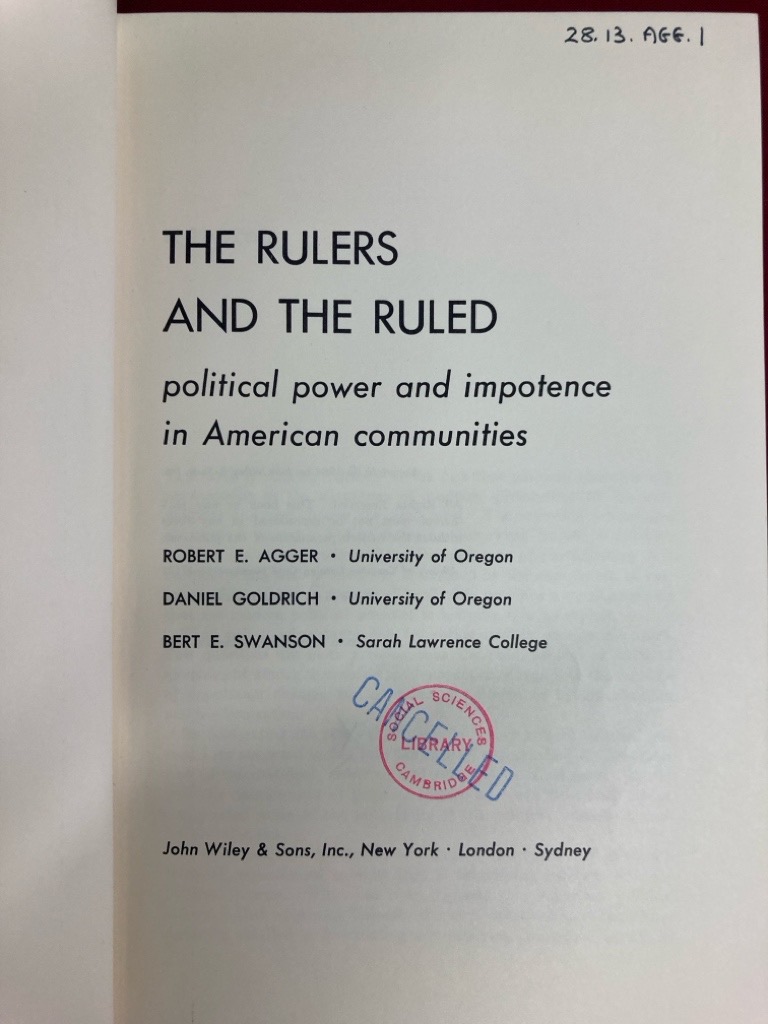 28. 13. AGG. 1
THE RULERS
AND THE RULED
political power and impotence
in American communities
ROBERT E. AGGER • University of Oregon
DANIEL GOLDRICH • University of Oregon
BERT E. SWANSON • Sarah Lawrence College
CANCELLED
SOCIAL SCIENCES
LIBRARY
CAMBRIDGE
John Wiley & Sons, Inc., New York · London · Sydney